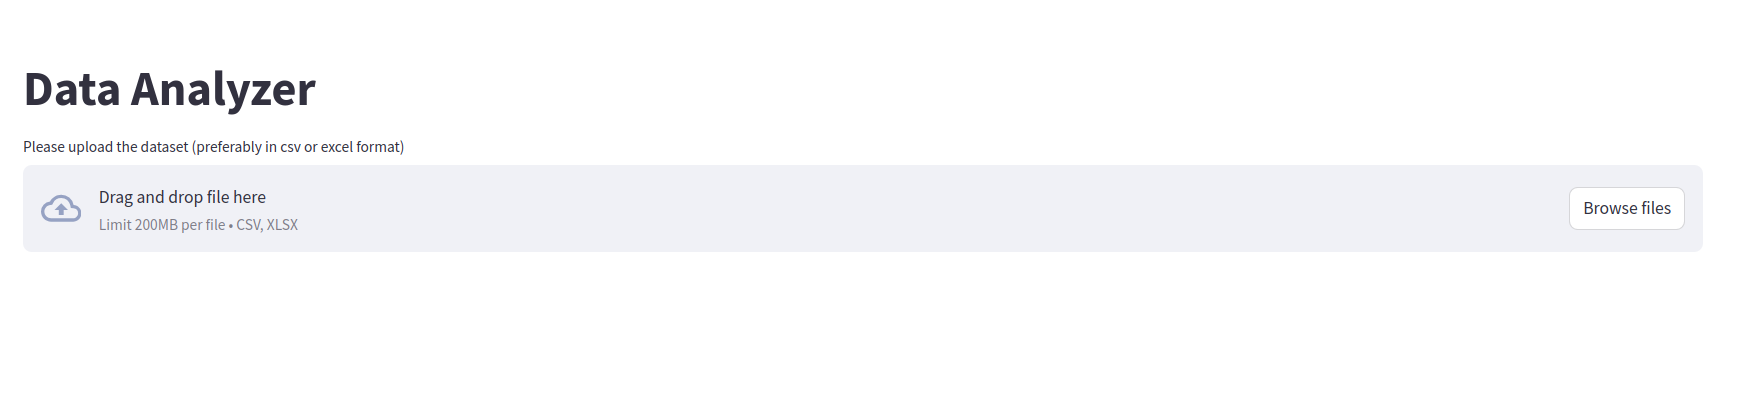 Data Analyzer
Please upload the dataset (preferably in csv or excel format)
Drag and drop file here
Limit 200MB per file • CSV, XLSX
Browse files